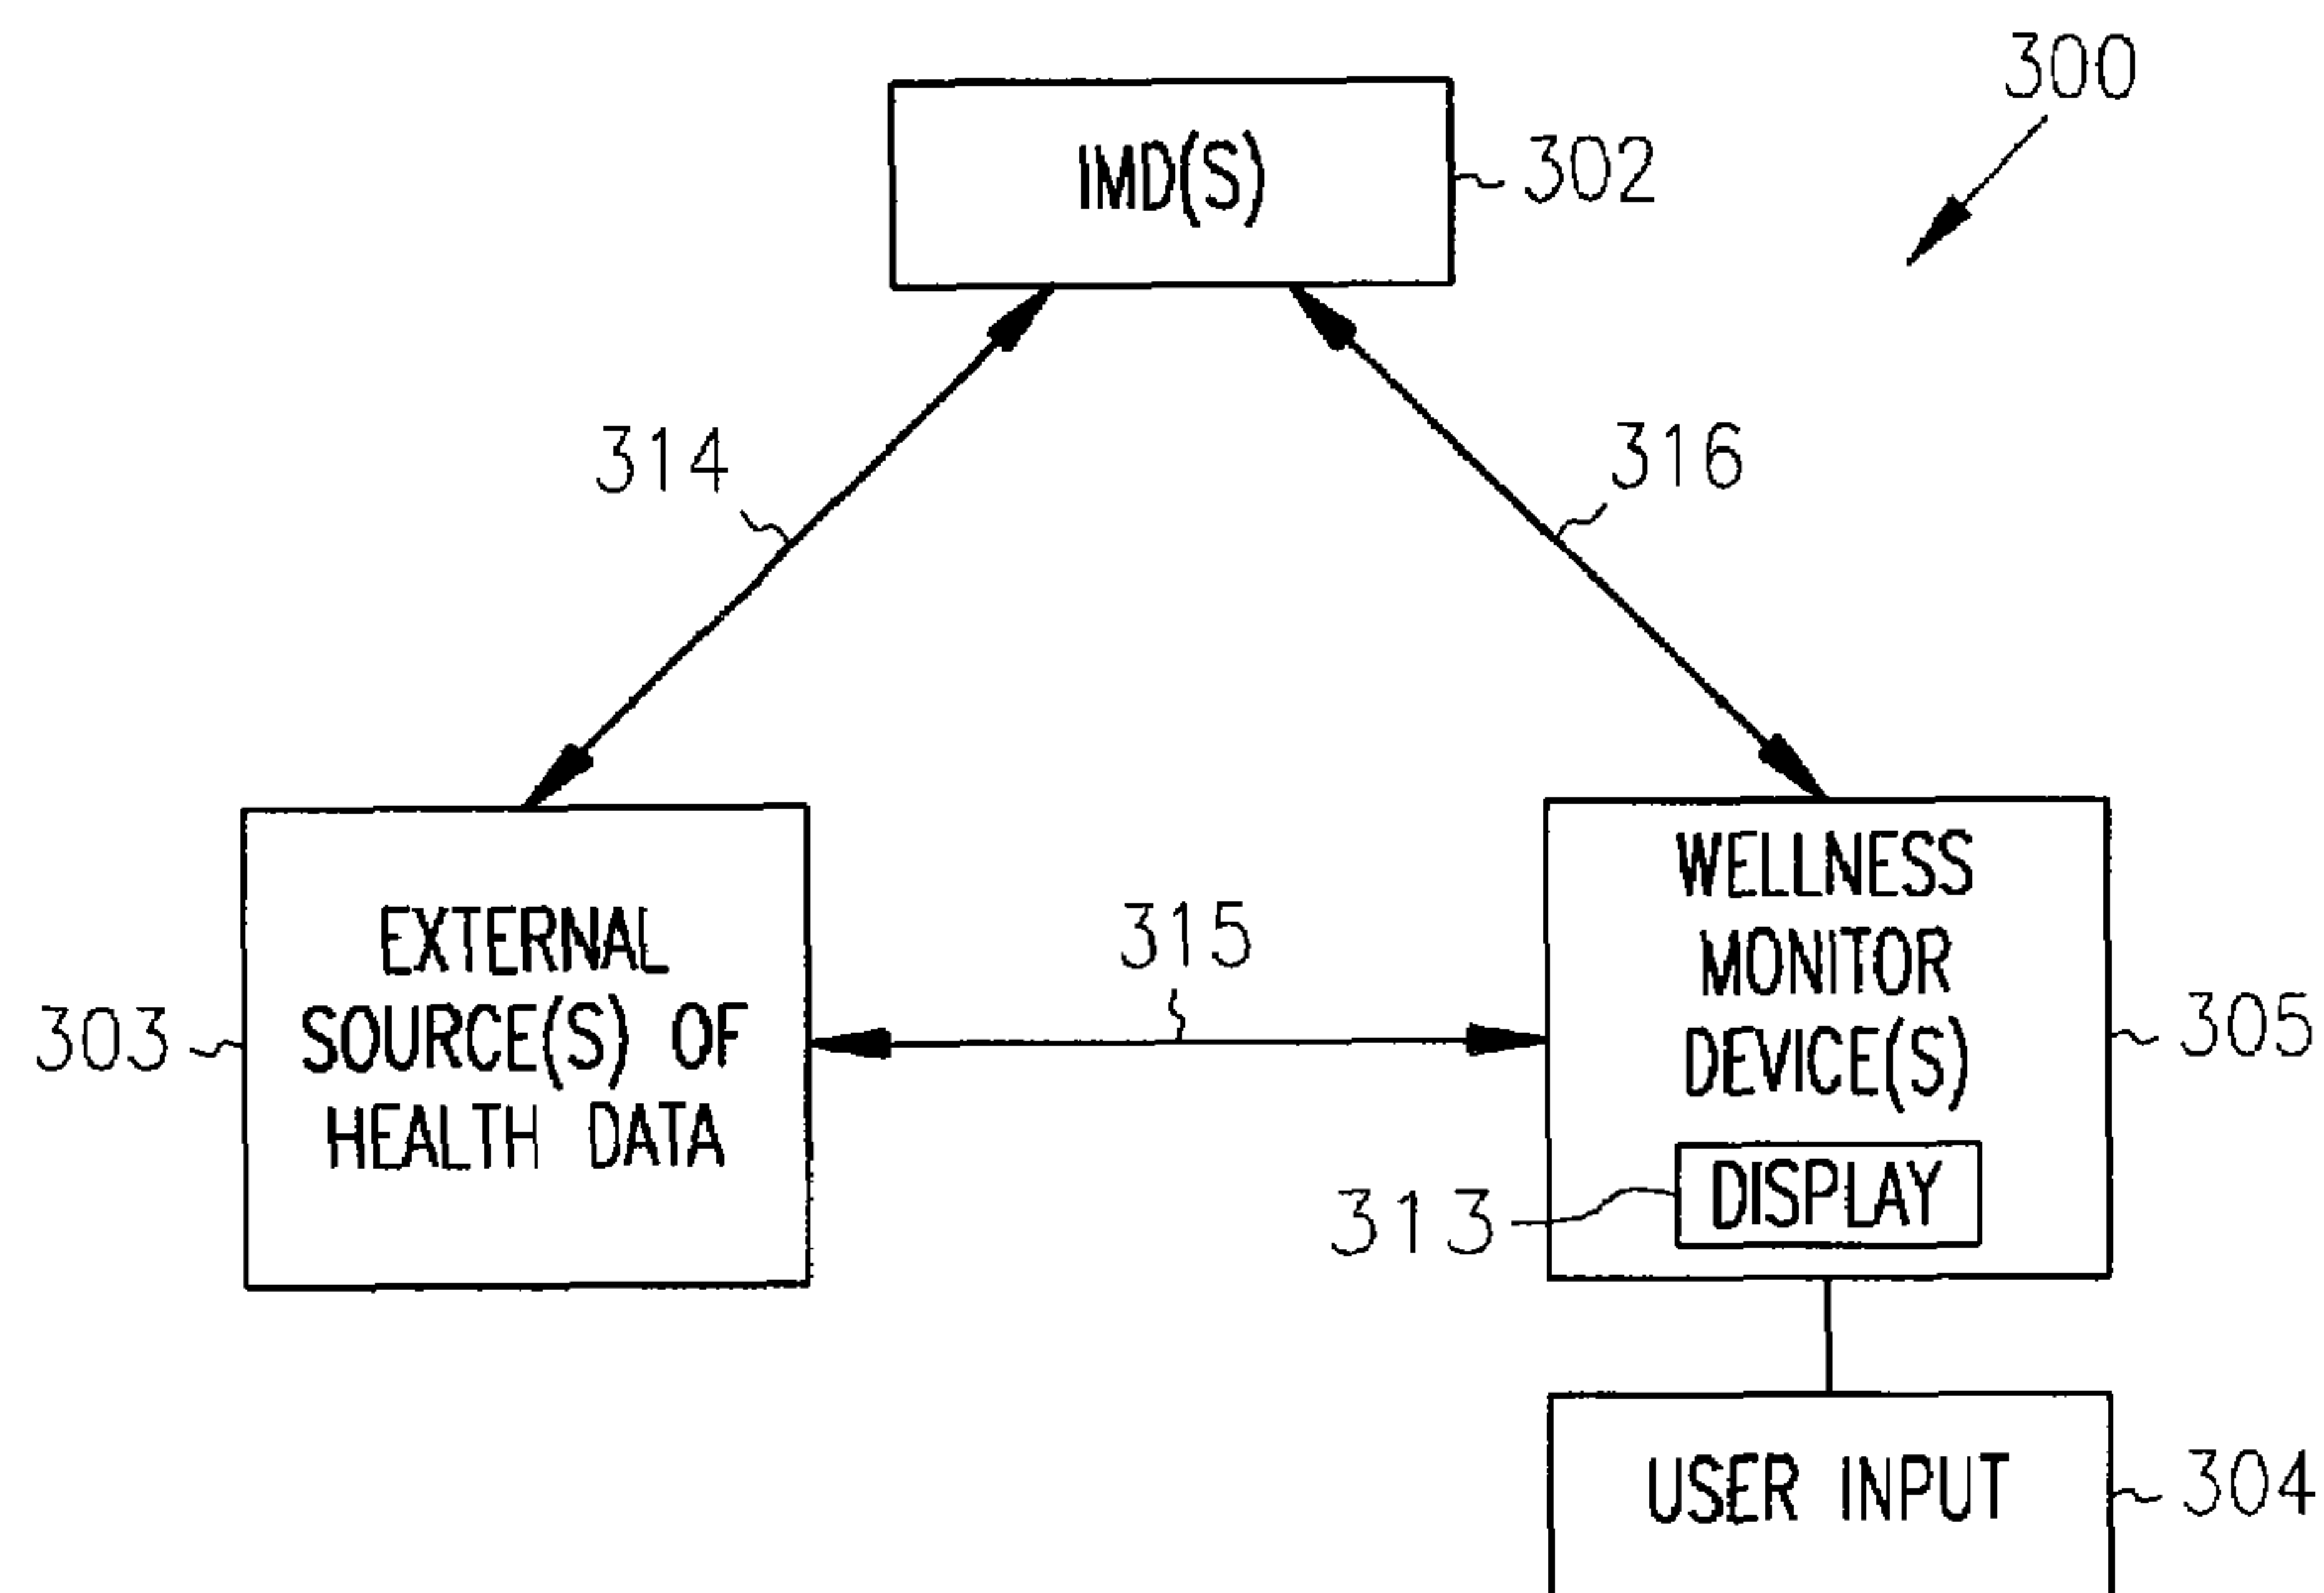 300
IMD(S)
302
314
316
EXTERNAL
SOURCE(S) OF
HEALTH DATA
303
315
WELLNESS
MONITOR
DEVICE(S)
DISPLAY
305
313
USER INPUT
304